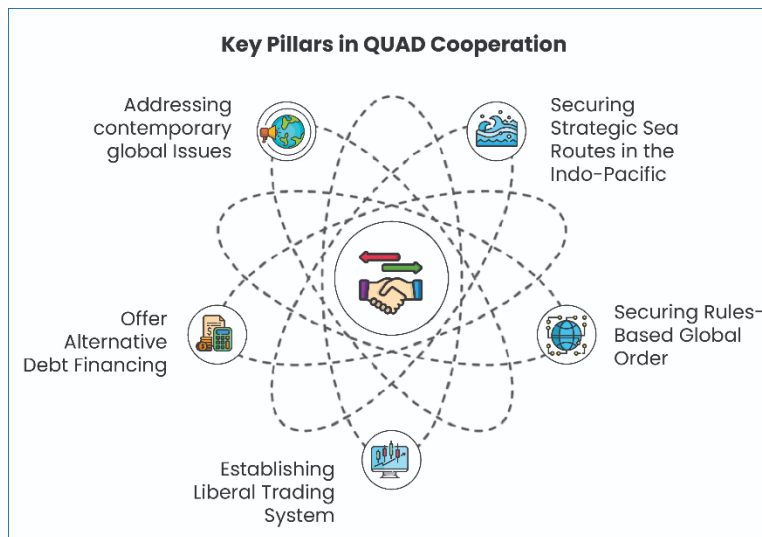 Key Pillars in QUAD Cooperation
Addressing
contemporary
global Issues
Securing
Strategic Sea
Routes in the
Indo-Pacific
Offer
Alternative
Debt Financing
Securing Rules-
Based Global
Order
Establishing
Liberal Trading
System